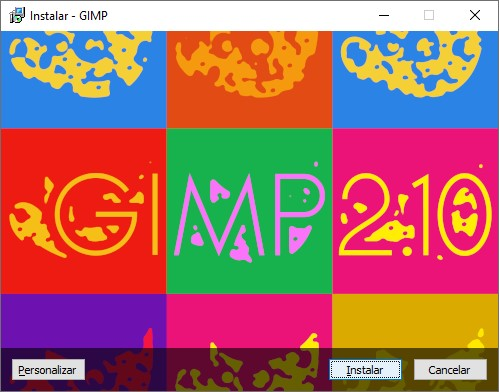 Instalar - GIMP
GIMP 2.10
Personalizar
Instalar
Cancelar